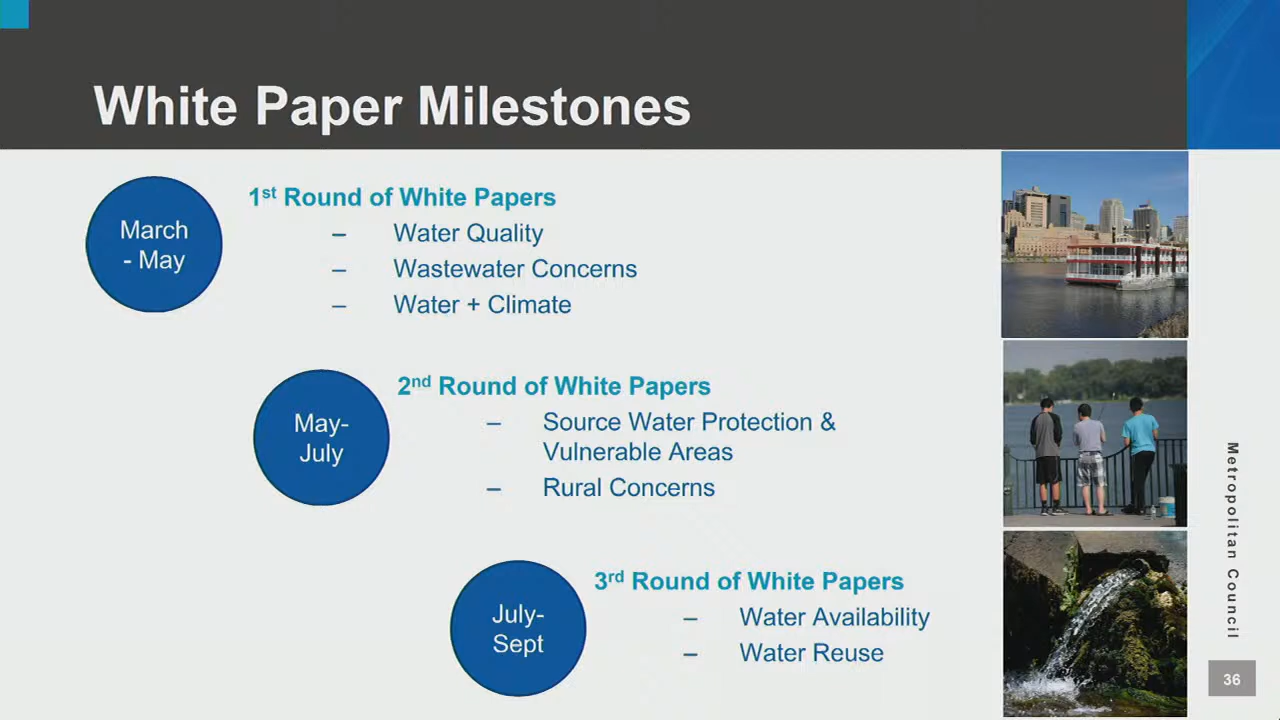 White Paper Milestones
March
- May
1st Round of White Papers
– Water Quality
– Wastewater Concerns
– Water + Climate
May-
July
2nd Round of White Papers
– Source Water Protection &
Vulnerable Areas
– Rural Concerns
July-
Sept
3rd Round of White Papers
– Water Availability
– Water Reuse
Metropolitan Council
36